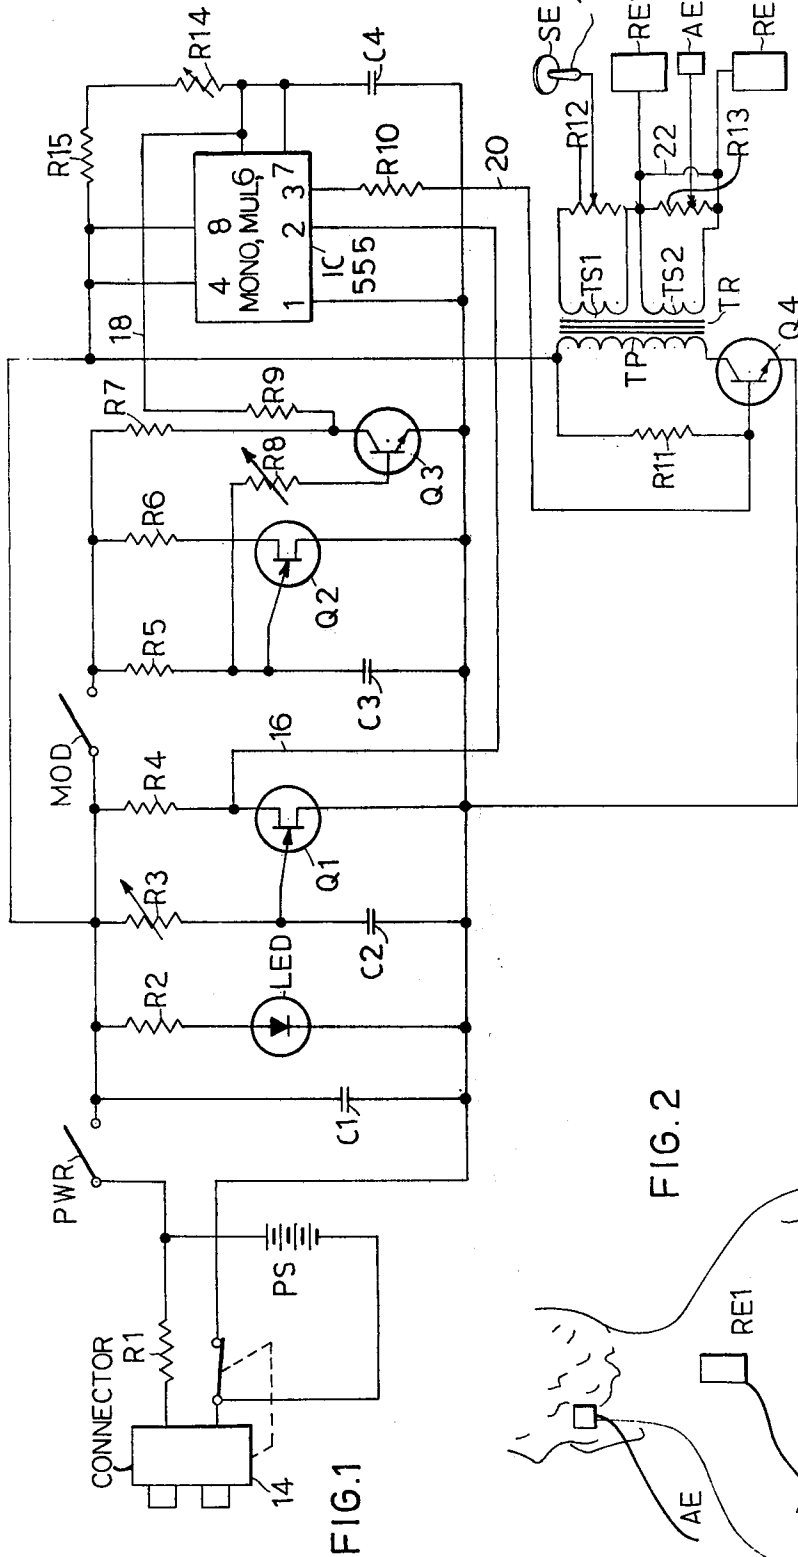 CONNECTOR
14
R1
PS
PWR
C1
R2
LED
R3
C2
R4
Q1
16
MOD
R5
C3
R6
Q2
R7
R8
R9
Q3
18
R15
R14
4 8
MONO, MUL, 6
1 2 3 7
IC
555
R10
C4
20
R11
Q4
TP
TR
TS1
TS2
R12
R13
22
SE
RE
AE
RE
FIG.1
FIG. 2
AE
RE1